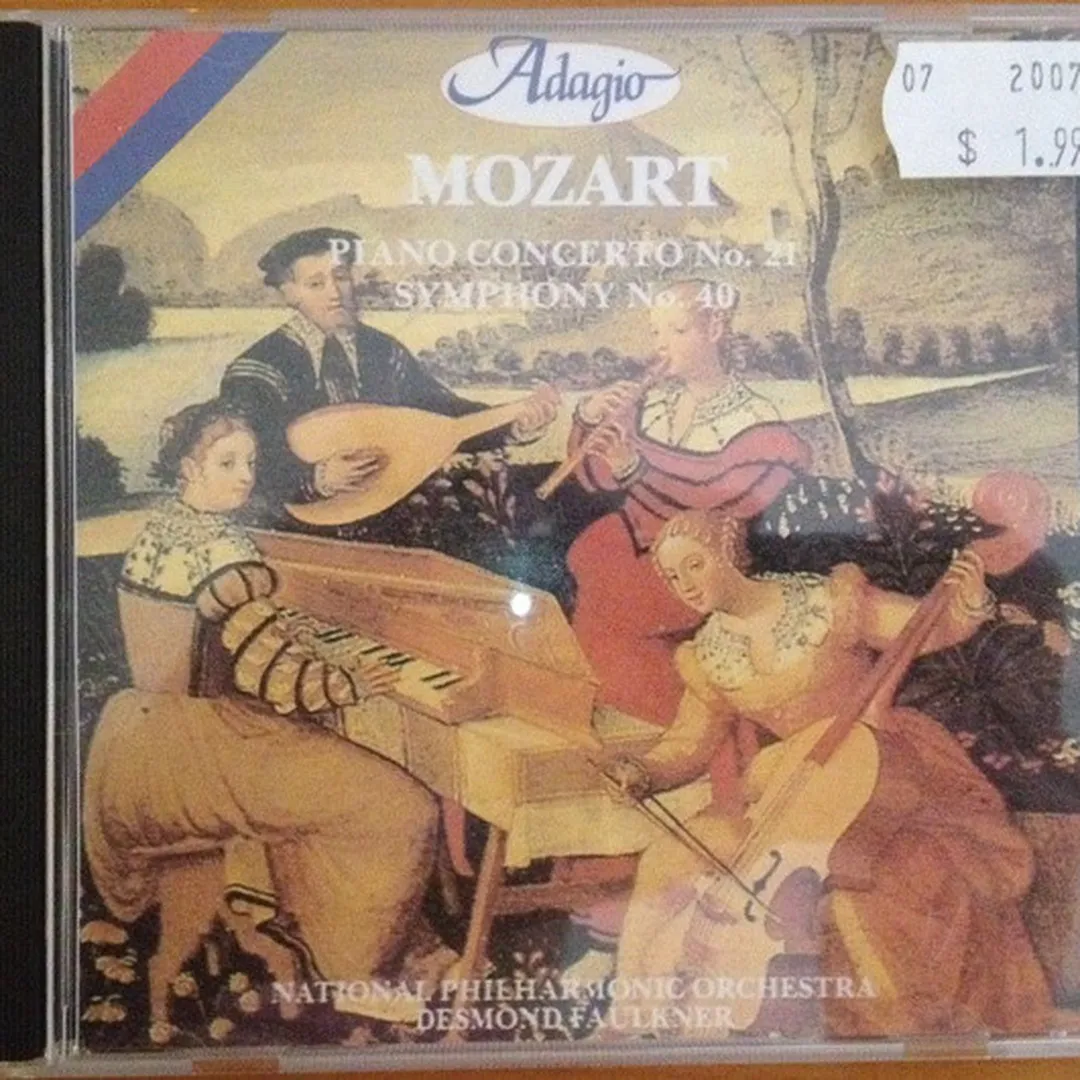 Adagio
07 2007
$ 1.99
MOZART
PIANO CONCERTO No. 21
SYMPHONY No. 40
NATIONAL PHILHARMONIC ORCHESTRA
DESMOND FAULKNER